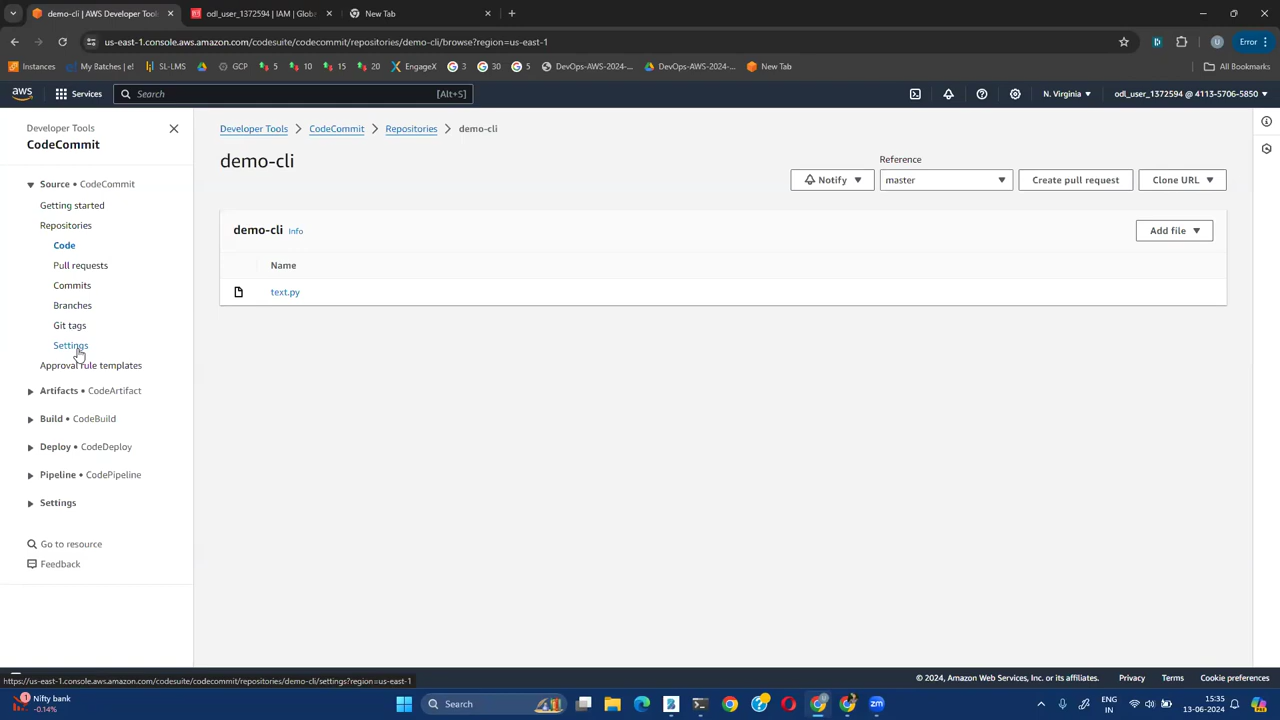 demo-cli | AWS Developer Tool
odl_user_1372594 | IAM | Globa
New Tab
us-east-1.console.aws.amazon.com/codesuite/codecommit/repositories/demo-cli/browse?region=us-east-1
U
Error
Instances
My Batches | e!
SL-LMS
GCP
5
10
15
20
EngageX
3
30
5
DevOps-AWS-2024-...
DevOps-AWS-2024-...
New Tab
All Bookmarks
aws
Services
Search
[Alt+S]
N. Virginia
odl_user_1372594 @ 4113-5706-5850
Developer Tools
CodeCommit
Source • CodeCommit
Getting started
Repositories
Code
Pull requests
Commits
Branches
Git tags
Settings
Approval rule templates
Artifacts • CodeArtifact
Build • CodeBuild
Deploy • CodeDeploy
Pipeline • CodePipeline
Settings
Go to resource
Feedback
Developer Tools > CodeCommit > Repositories > demo-cli
demo-cli
Reference
Notify
master
Create pull request
Clone URL
demo-cli Info
Add file
Name
text.py
https://us-east-1.console.aws.amazon.com/codesuite/codecommit/repositories/demo-cli/settings?region=us-east-1
© 2024, Amazon Web Services, Inc. or its affiliates.
Privacy
Terms
Cookie preferences
Nifty bank
-0.14%
Search
zm
ENG
IN
15:35
13-06-2024